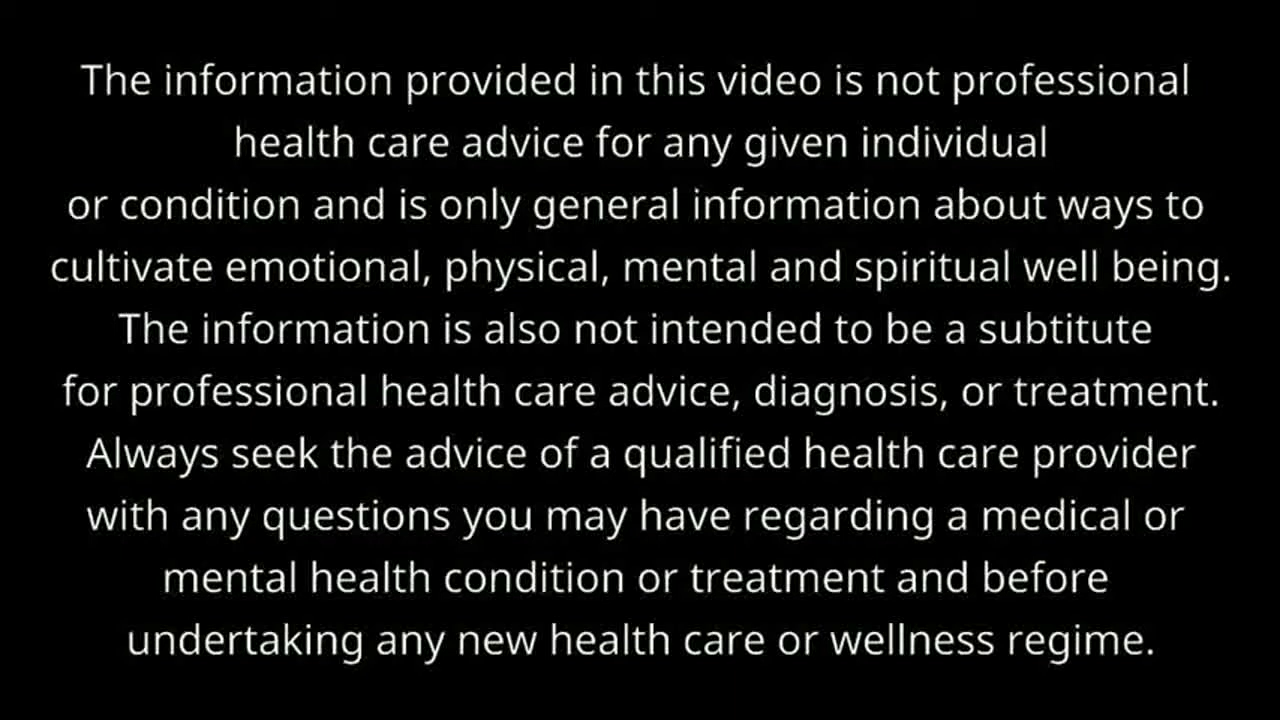 The information provided in this video is not professional
health care advice for any given individual
or condition and is only general information about ways to
cultivate emotional, physical, mental and spiritual well being.
The information is also not intended to be a subtitute
for professional health care advice, diagnosis, or treatment.
Always seek the advice of a qualified health care provider
with any questions you may have regarding a medical or
mental health condition or treatment and before
undertaking any new health care or wellness regime.